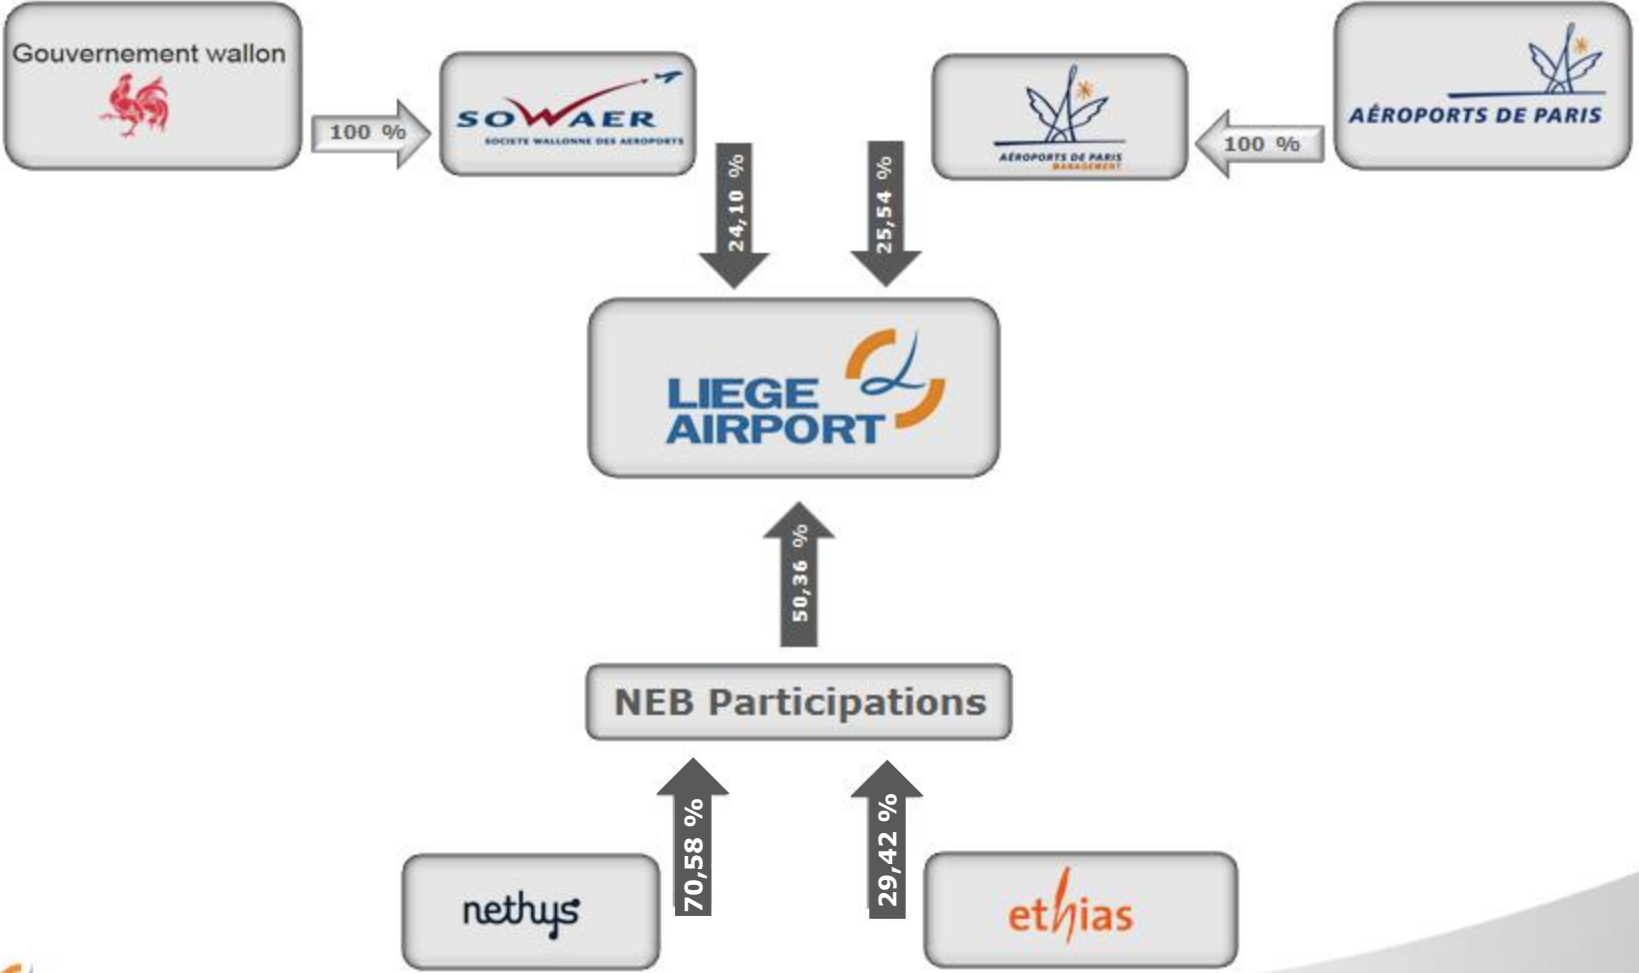 Gouvernement wallon
100 %
SOWAER
SOCIETE WALLONNE DES AEROPORTS
24,10 %
25,54 %
AÉROPORTS DE PARIS
MANAGEMENT
100 %
AÉROPORTS DE PARIS
LIEGE
AIRPORT
50,36 %
NEB Participations
70,58 %
29,42 %
nethys
ethias